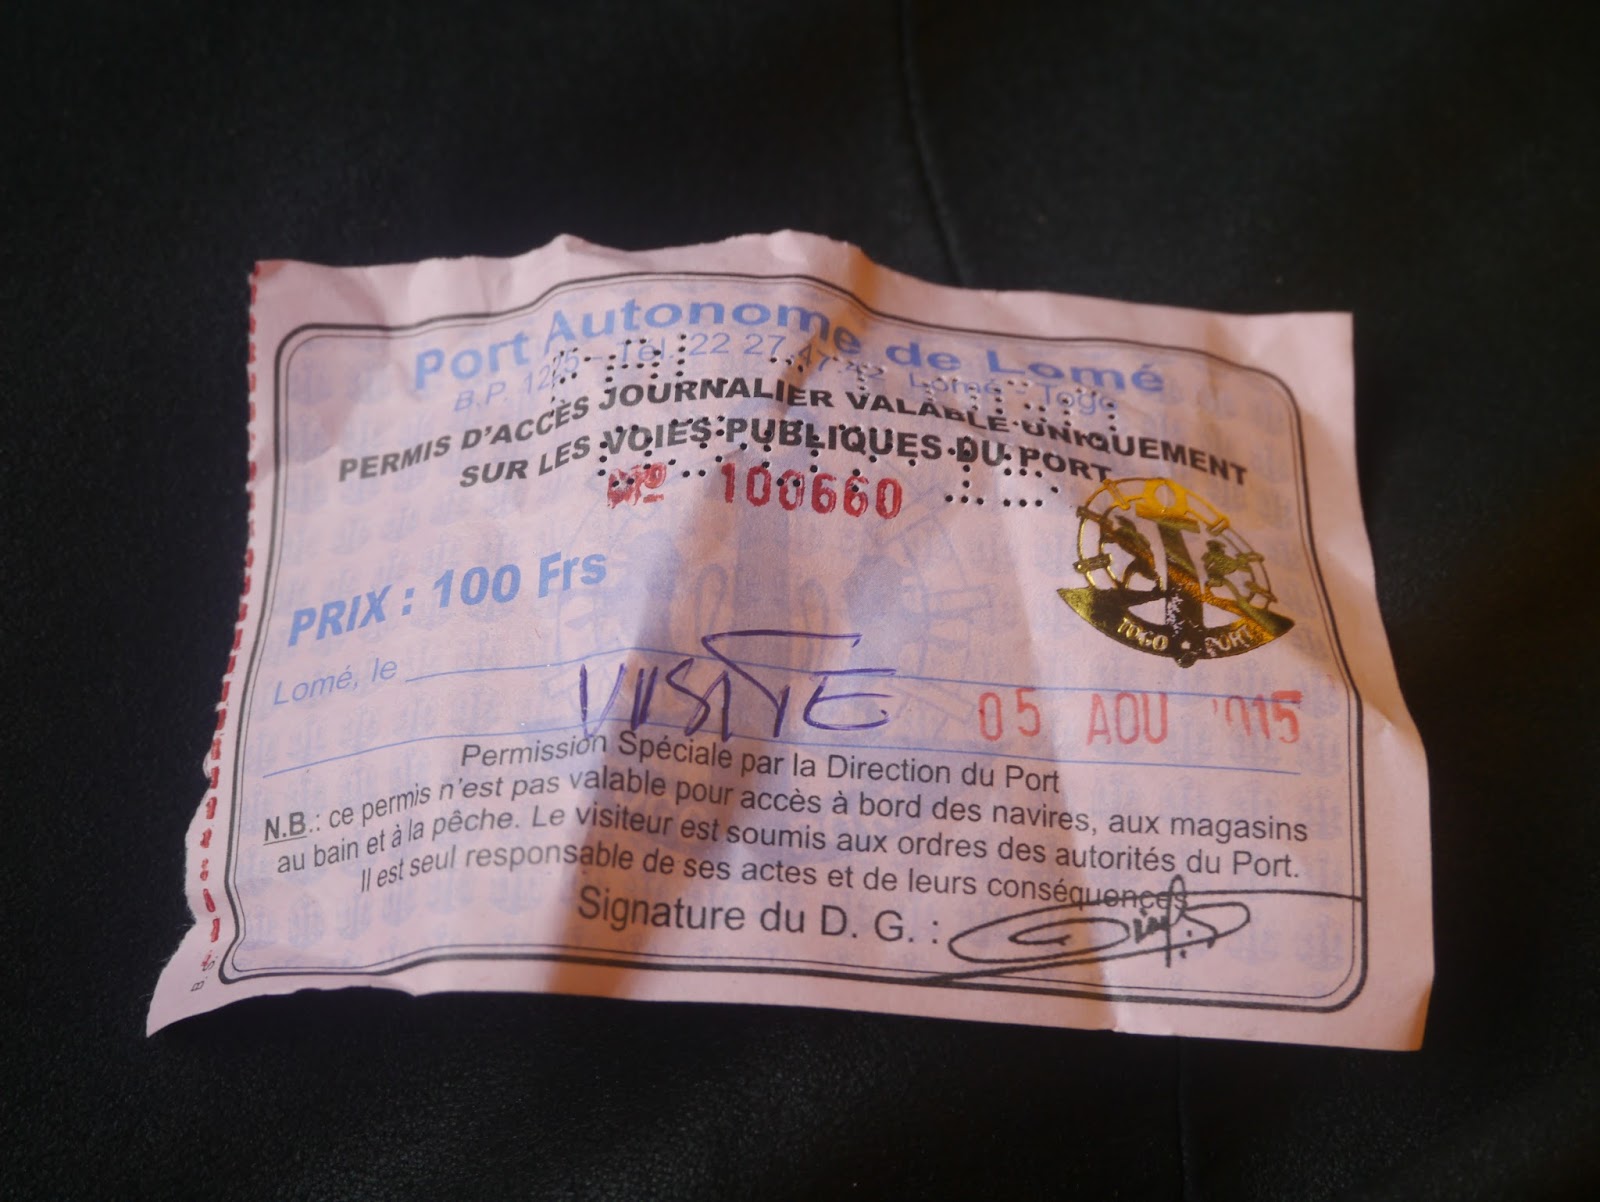 Port Autonome de Lomé
B.P. 1225 - Tél. 22 27.47.42 Lomé - Togo
PERMIS D'ACCÈS JOURNALIER VALABLE UNIQUEMENT
SUR LES VOIES PUBLIQUES DU PORT
Nº 100660
PRIX : 100 Frs
TOGO PORT
Lomé, le
VISITE
05 AOU '015
Permission Spéciale par la Direction du Port
N.B.: ce permis n'est pas valable pour accès à bord des navires, aux magasins
au bain et à la pêche. Le visiteur est soumis aux ordres des autorités du Port.
Il est seul responsable de ses actes et de leurs conséquences
Signature du D. G. :